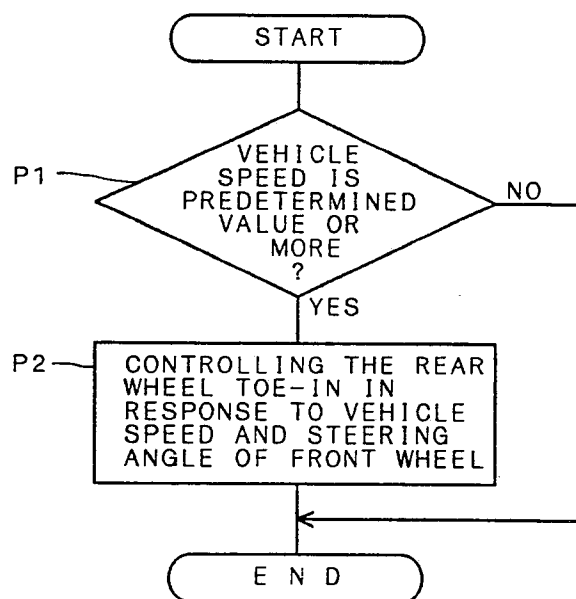 START
P1
VEHICLE
SPEED IS
PREDETERMINED
VALUE OR
MORE
?
NO
YES
P2
CONTROLLING THE REAR
WHEEL TOE-IN IN
RESPONSE TO VEHICLE
SPEED AND STEERING
ANGLE OF FRONT WHEEL
END